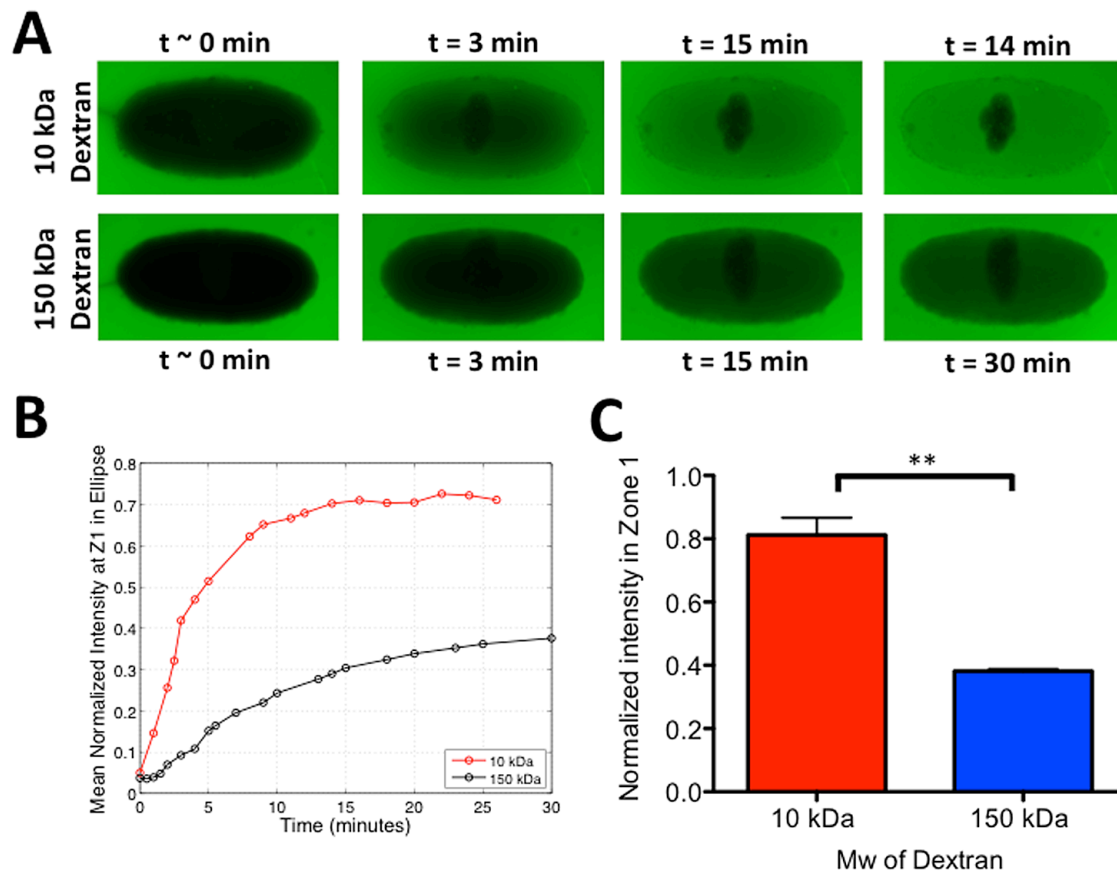 A
t ~ 0 min
t = 3 min
t = 15 min
t = 14 min
10 kDa
Dextran
150 kDa
Dextran
t ~ 0 min
t = 3 min
t = 15 min
t = 30 min
B
Mean Normalized Intensity at Z1 in Ellipse
0.8
0.7
0.6
0.5
0.4
0.3
0.2
0.1
0
0
5
10
15
20
25
30
Time (minutes)
10 kDa
150 kDa
C
Normalized intensity in Zone 1
**
1.0
0.8
0.6
0.4
0.2
0.0
10 kDa
150 kDa
Mw of Dextran